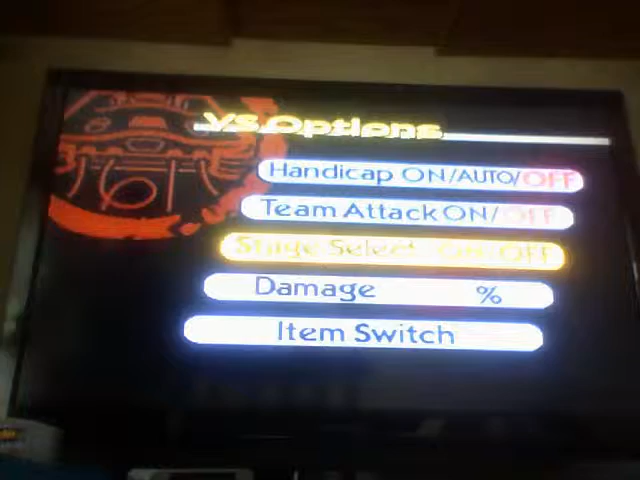 VS Options
Handicap ON/AUTO/OFF
Team Attack ON/OFF
Stage Select ON/OFF
Damage %
Item Switch